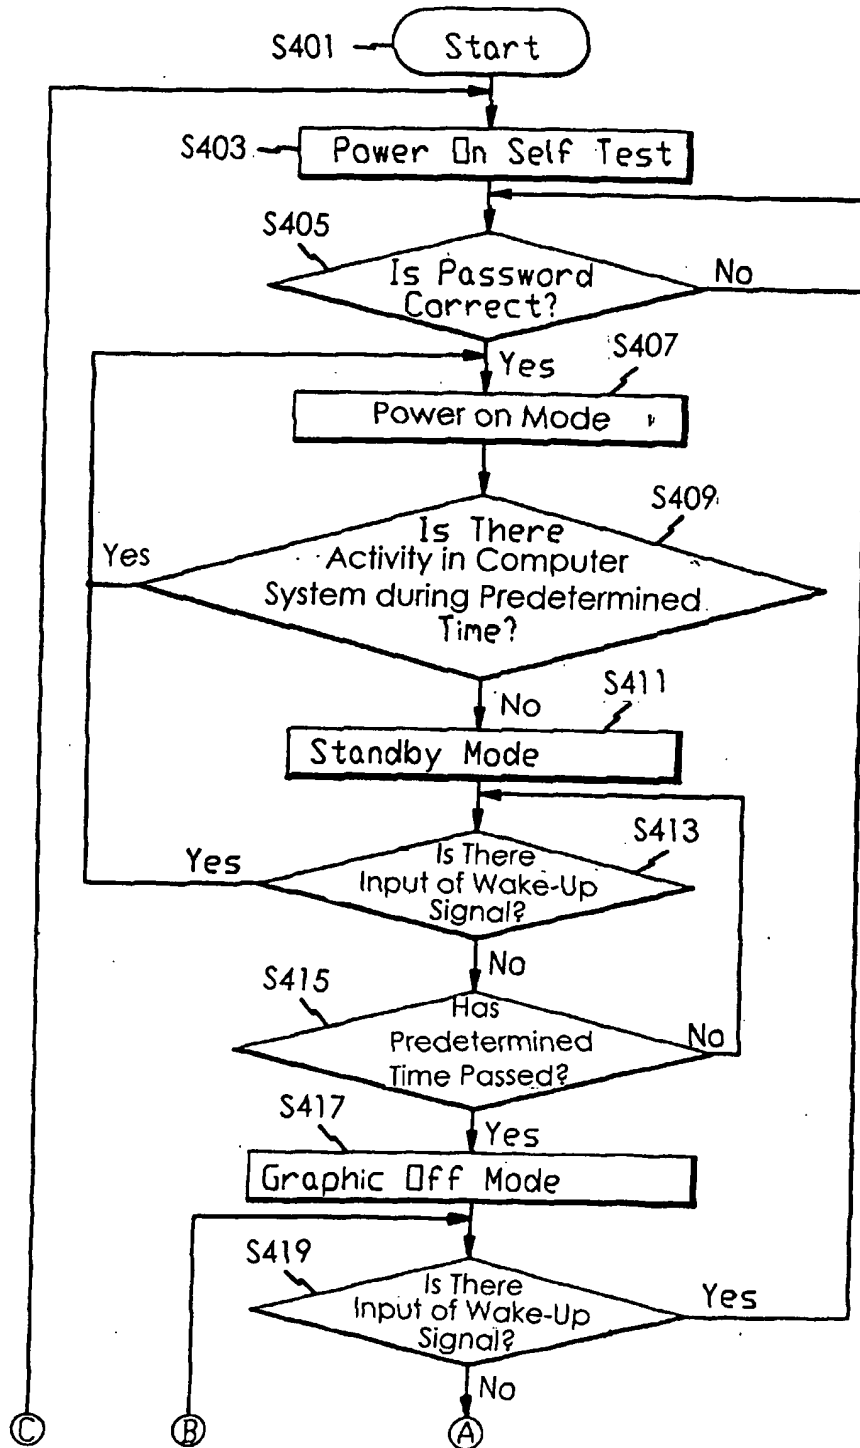 S401
Start
S403
Power On Self Test
S405
Is Password
Correct?
No
Yes
S407
Power on Mode
S409
Is There
Activity in Computer
System during Predetermined
Time?
Yes
No
S411
Standby Mode
S413
Is There
Input of Wake-Up
Signal?
Yes
No
S415
Has
Predetermined
Time Passed?
No
Yes
S417
Graphic Off Mode
S419
Is There
Input of Wake-Up
Signal?
Yes
No
C
B
A